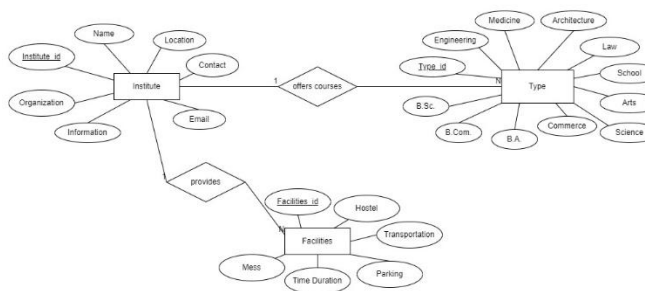 Medicine
Architecture
Name
Location
Engineering
Law
Institute_id
Contact
Type_id
School
1
N
Institute
offers courses
Type
Organization
B.Sc.
Arts
Information
Email
B.Com.
Commerce
Science
B.A.
1
provides
Facilities_id
Hostel
N
Transportation
Facilities
Mess
Time Duration
Parking